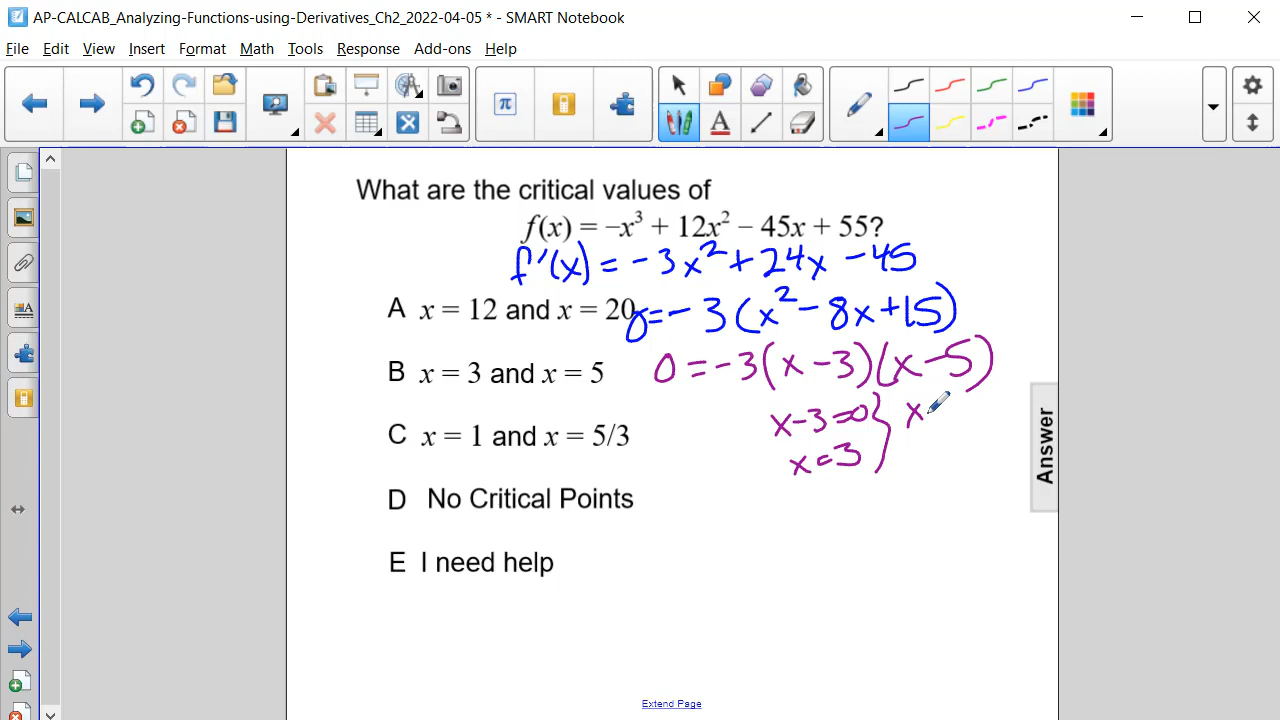 AP-CALCAB_Analyzing-Functions-using-Derivatives_Ch2_2022-04-05 * - SMART Notebook
File Edit View Insert Format Math Tools Response Add-ons Help
What are the critical values of
f(x) = –x³ + 12x² – 45x + 55?
f'(x) = -3x² + 24x - 45
A x = 12 and x = 20
0 = -3(x² - 8x + 15)
B x = 3 and x = 5
0 = -3(x-3)(x-5)
x-3=0} x
C x = 1 and x = 5/3
x=3
D No Critical Points
E I need help
Answer
Extend Page